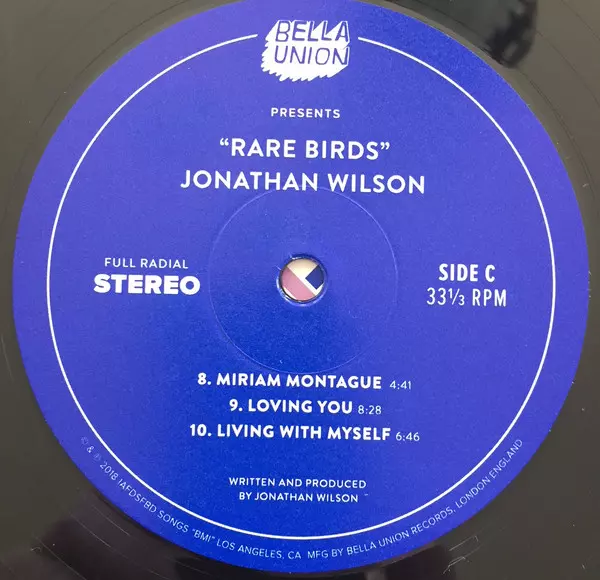 BELLA
UNION
PRESENTS
“RARE BIRDS”
JONATHAN WILSON
FULL RADIAL
STEREO
SIDE C
33⅓ RPM
8. MIRIAM MONTAGUE 4:41
9. LOVING YOU 8:28
10. LIVING WITH MYSELF 6:46
WRITTEN AND PRODUCED
BY JONATHAN WILSON
© & ℗ 2018 IAEDSFBD SONGS "BMI" LOS ANGELES, CA MFG BY BELLA UNION RECORDS, LONDON, ENGLAND